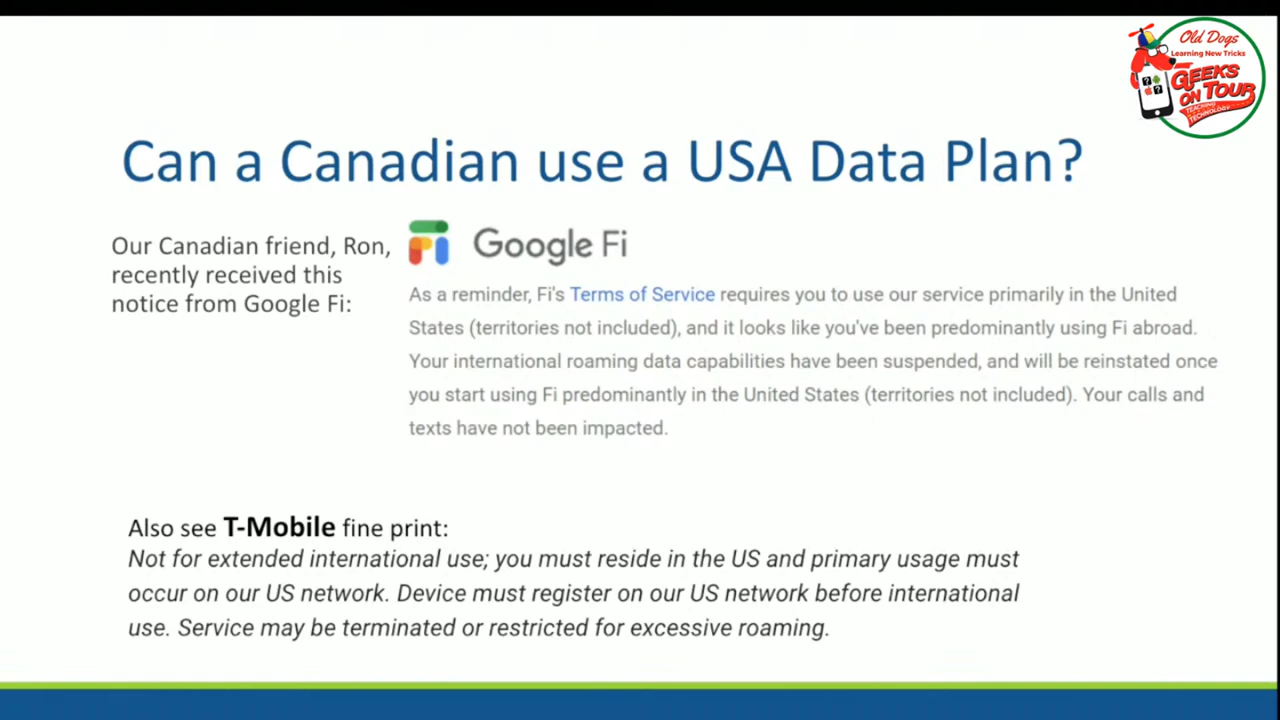 Old Dogs
Learning New Tricks
GEEKS
ON TOUR
TEACHING
TECHNOLOGY
Can a Canadian use a USA Data Plan?
Our Canadian friend, Ron,
recently received this
notice from Google Fi:
Google Fi
As a reminder, Fi's Terms of Service requires you to use our service primarily in the United
States (territories not included), and it looks like you've been predominantly using Fi abroad.
Your international roaming data capabilities have been suspended, and will be reinstated once
you start using Fi predominantly in the United States (territories not included). Your calls and
texts have not been impacted.
Also see T-Mobile fine print:
Not for extended international use; you must reside in the US and primary usage must
occur on our US network. Device must register on our US network before international
use. Service may be terminated or restricted for excessive roaming.